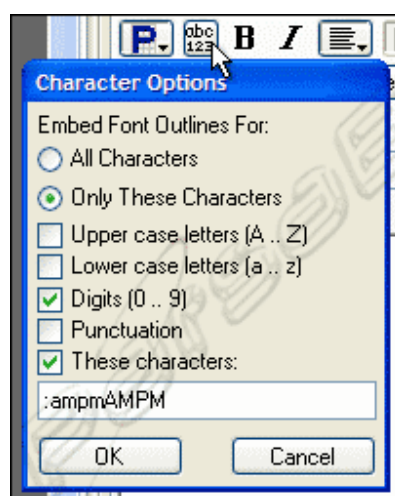 abc
123
B I
Character Options
Embed Font Outlines For:
All Characters
Only These Characters
Upper case letters (A .. Z)
Lower case letters (a .. z)
Digits (0 .. 9)
Punctuation
These characters:
:ampmAMPM
OK Cancel